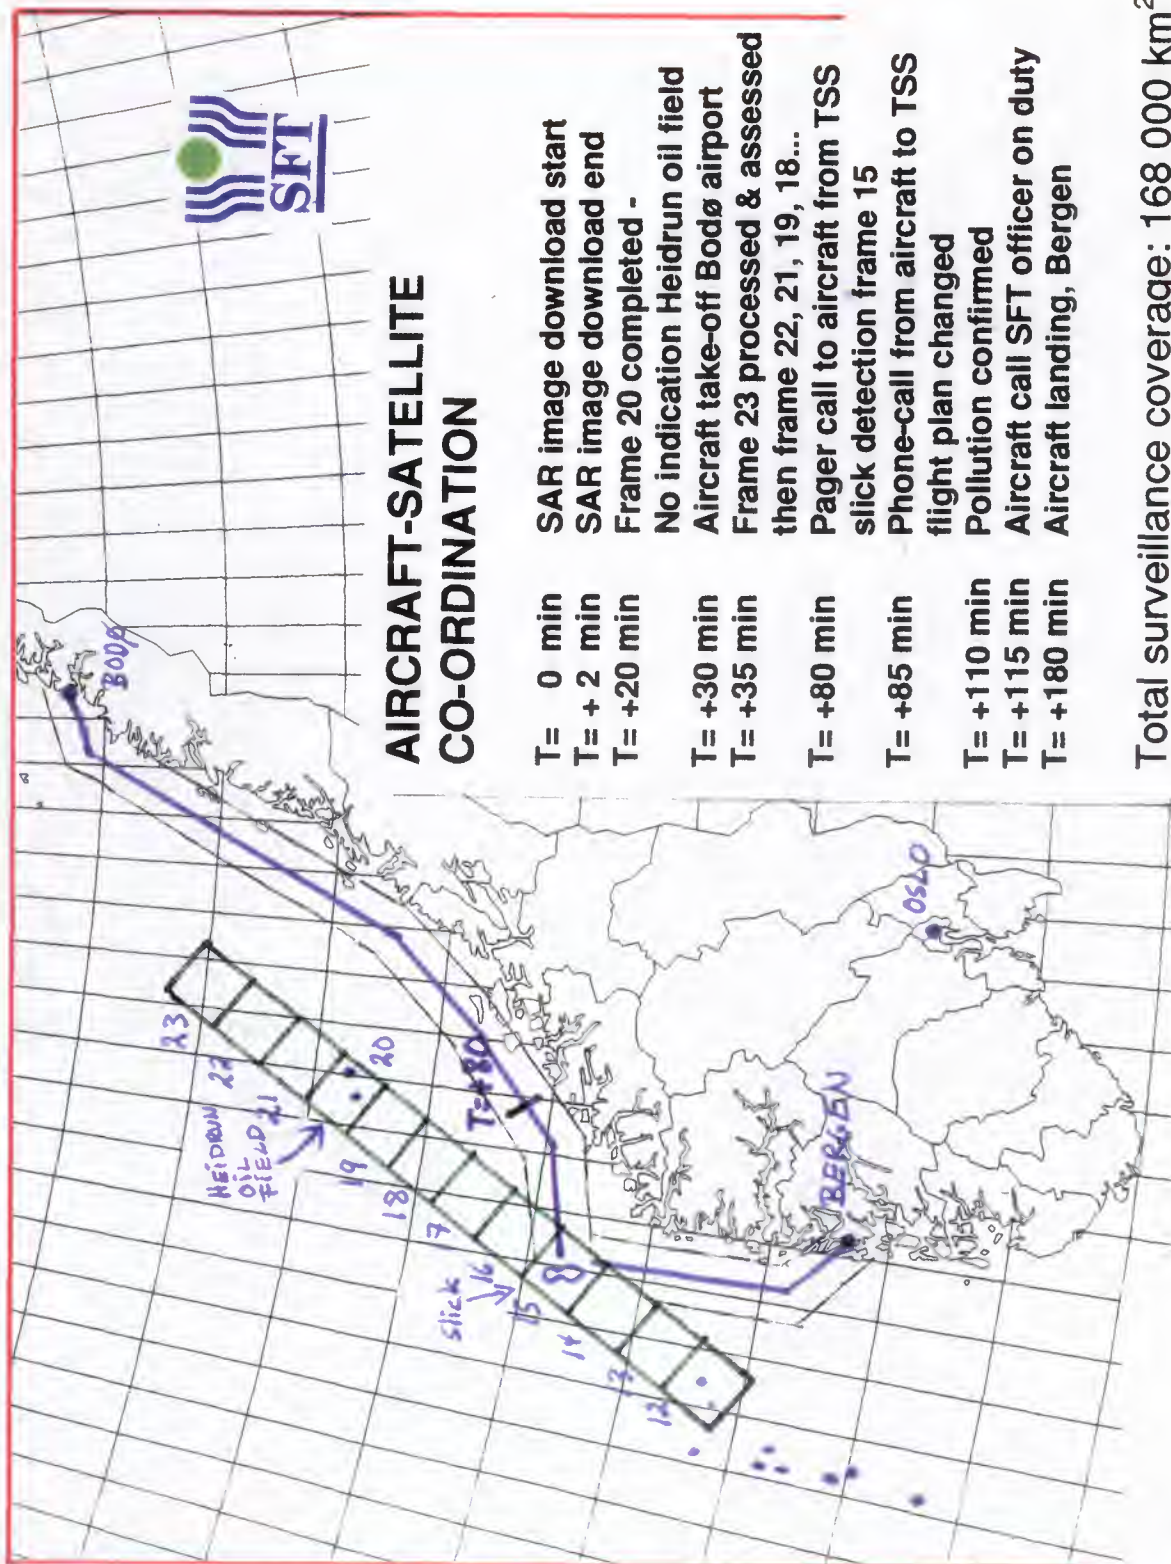 SFT
AIRCRAFT-SATELLITE
CO-ORDINATION
T= 0 min SAR image download start
T= + 2 min SAR image download end
T= +20 min Frame 20 completed -
No indication Heidrun oil field
T= +30 min Aircraft take-off Bodø airport
T= +35 min Frame 23 processed & assessed
then frame 22, 21, 19, 18...
T= +80 min Pager call to aircraft from TSS
slick detection frame 15
T= +85 min Phone-call from aircraft to TSS
flight plan changed
T= +110 min Pollution confirmed
T= +115 min Aircraft call SFT officer on duty
T= +180 min Aircraft landing, Bergen
Total surveillance coverage: 168 000 km²
BODØ
23
22
21
HEIDRUN
OIL
FIELD
20
19
18
7
16
slick
15
14
13
12
T=+80
BERGEN
OSLO